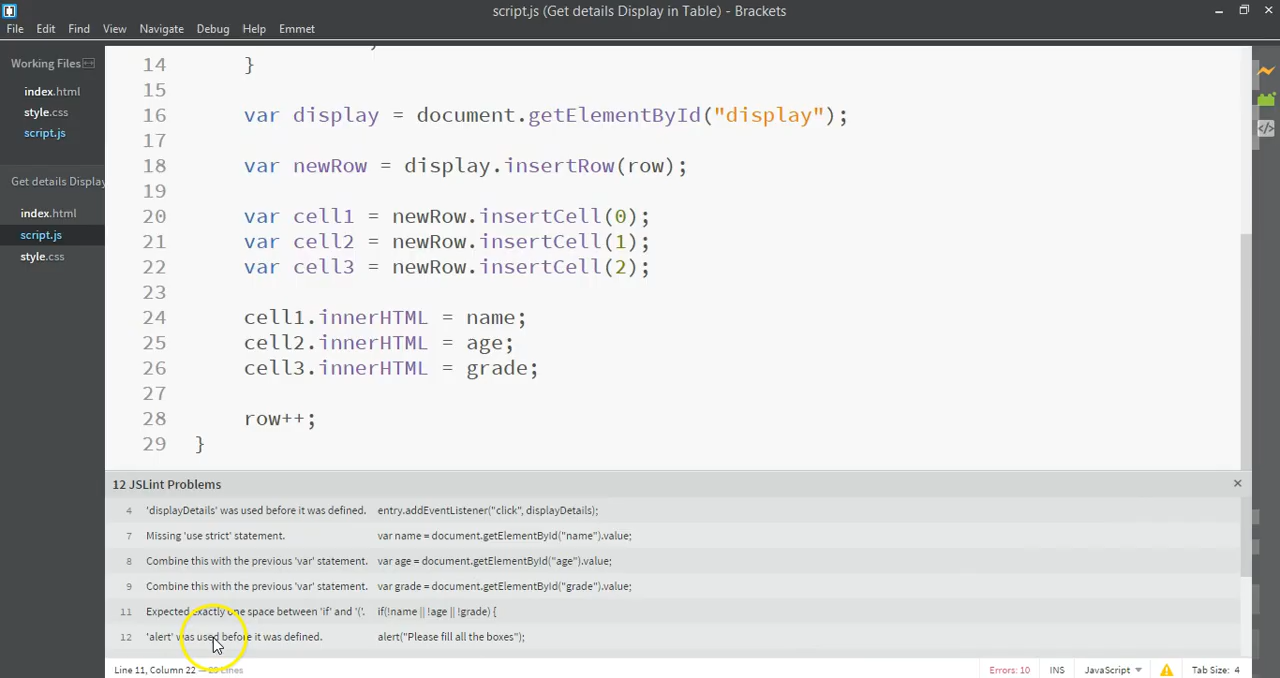 script.js (Get details Display in Table) - Brackets
File Edit Find View Navigate Debug Help Emmet
Working Files
index.html
style.css
script.js
Get details Display
index.html
script.js
style.css
14 }
15
16 var display = document.getElementById("display");
17
18 var newRow = display.insertRow(row);
19
20 var cell1 = newRow.insertCell(0);
21 var cell2 = newRow.insertCell(1);
22 var cell3 = newRow.insertCell(2);
23
24 cell1.innerHTML = name;
25 cell2.innerHTML = age;
26 cell3.innerHTML = grade;
27
28 row++;
29 }
12 JSLint Problems
4 'displayDetails' was used before it was defined. entry.addEventListener("click", displayDetails);
7 Missing 'use strict' statement. var name = document.getElementById("name").value;
8 Combine this with the previous 'var' statement. var age = document.getElementById("age").value;
9 Combine this with the previous 'var' statement. var grade = document.getElementById("grade").value;
11 Expected exactly one space between 'if' and '('. if(!name || !age || !grade) {
12 'alert' was used before it was defined. alert("Please fill all the boxes");
Line 11, Column 22 — 29 Lines Errors: 10 INS JavaScript Tab Size: 4